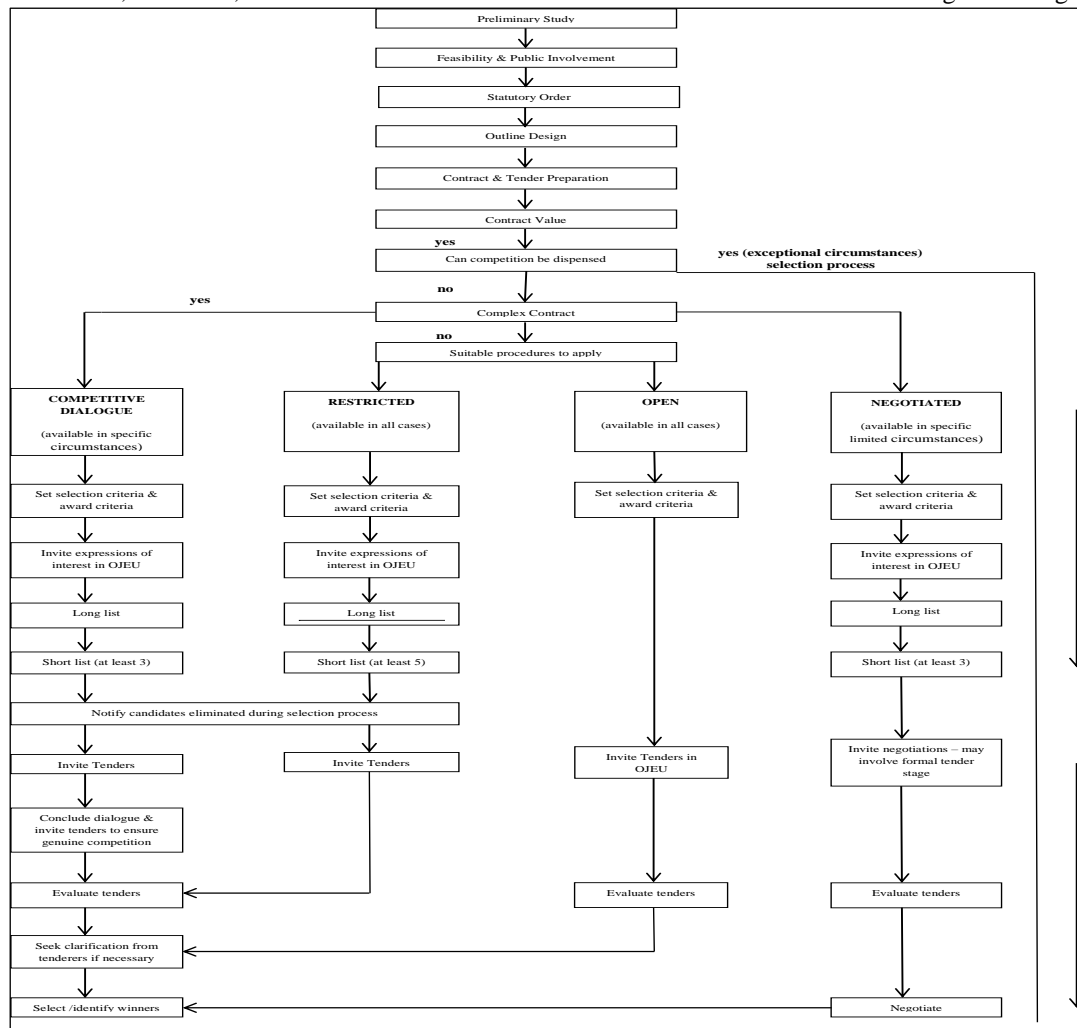 Preliminary Study
Feasibility & Public Involvement
Statutory Order
Outline Design
Contract & Tender Preparation
Contract Value
yes
Can competition be dispensed
yes (exceptional circumstances)
selection process
no
yes
Complex Contract
no
Suitable procedures to apply
COMPETITIVE
DIALOGUE
(available in specific
circumstances)
RESTRICTED
(available in all cases)
OPEN
(available in all cases)
NEGOTIATED
(available in specific
limited circumstances)
Set selection criteria &
award criteria
Set selection criteria &
award criteria
Set selection criteria &
award criteria
Set selection criteria &
award criteria
Invite expressions of
interest in OJEU
Invite expressions of
interest in OJEU
Invite expressions of
interest in OJEU
Long list
Long list
Long list
Short list (at least 3)
Short list (at least 5)
Short list (at least 3)
Notify candidates eliminated during selection process
Invite Tenders
Invite Tenders
Invite Tenders in
OJEU
Invite negotiations – may
involve formal tender
stage
Conclude dialogue &
invite tenders to ensure
genuine competition
Evaluate tenders
Evaluate tenders
Evaluate tenders
Seek clarification from
tenderers if necessary
Select /identify winners
Negotiate